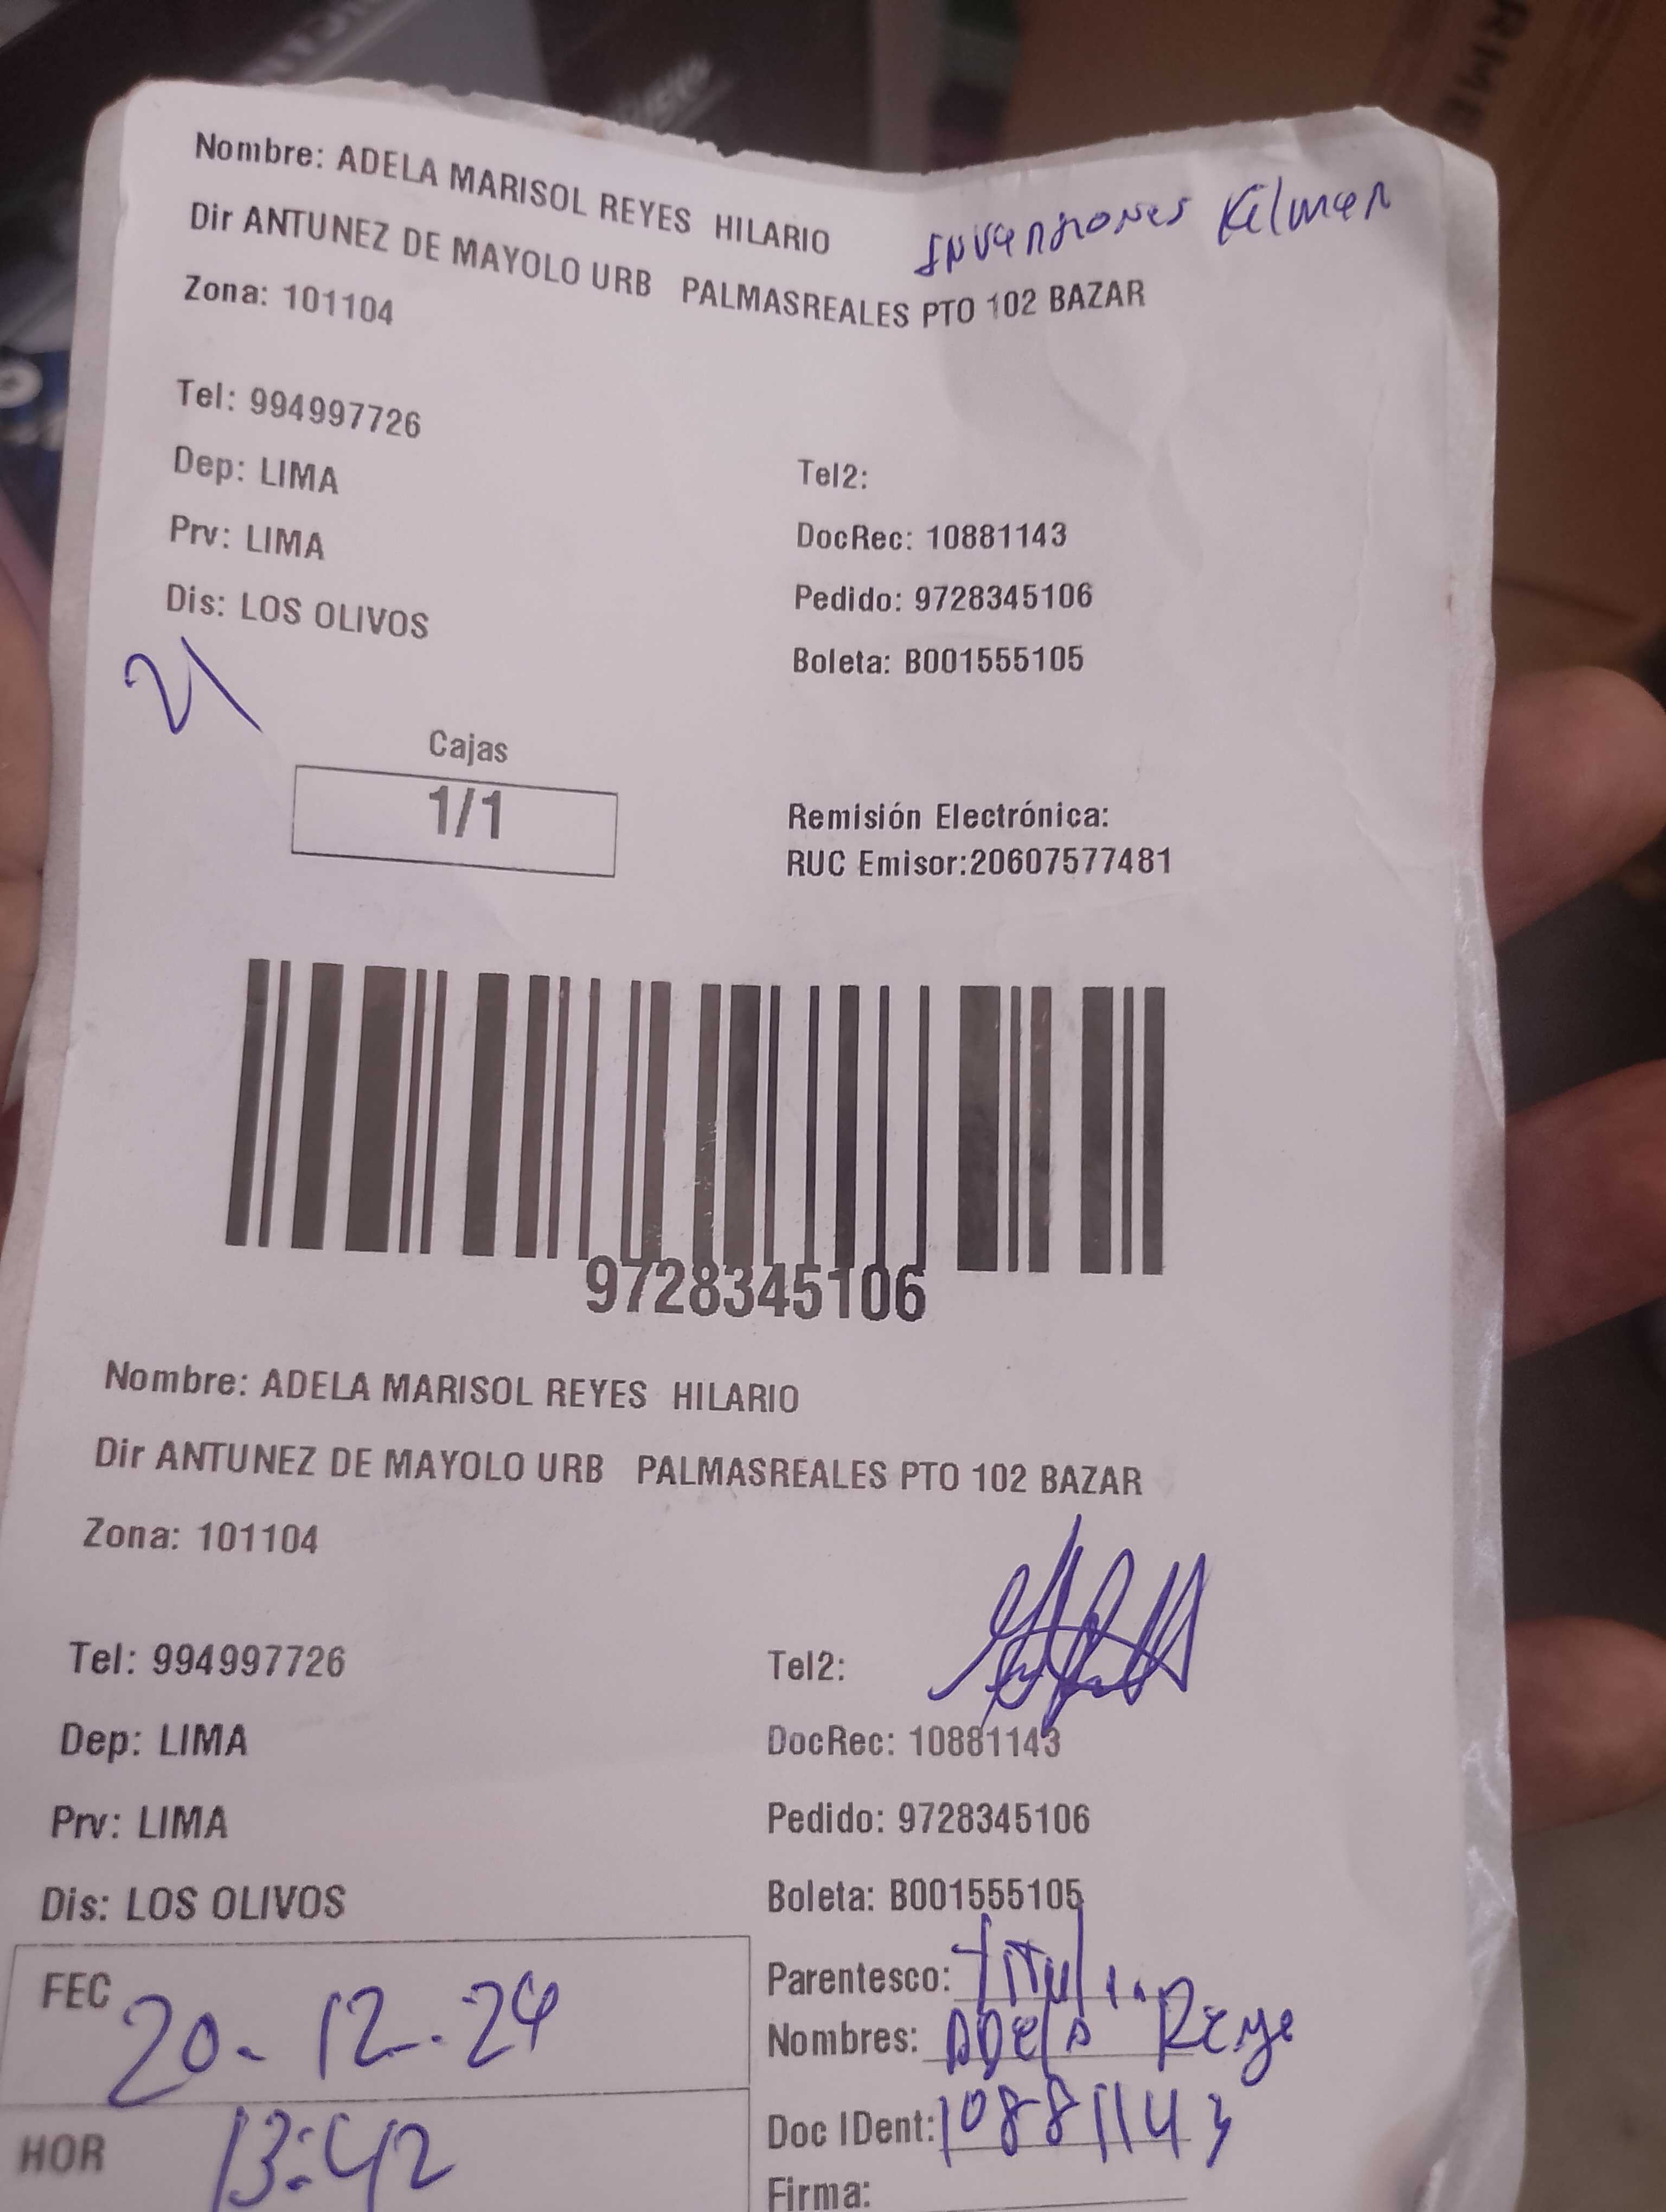 Nombre: ADELA MARISOL REYES HILARIO
Inversiones Kilmer
Dir ANTUNEZ DE MAYOLO URB PALMASREALES PTO 102 BAZAR
Zona: 101104
Tel: 994997726
Tel2:
Dep: LIMA
DocRec: 10881143
Prv: LIMA
Pedido: 9728345106
Dis: LOS OLIVOS
Boleta: B001555105
Cajas
1/1
Remisión Electrónica:
RUC Emisor:20607577481
9728345106
Nombre: ADELA MARISOL REYES HILARIO
Dir ANTUNEZ DE MAYOLO URB PALMASREALES PTO 102 BAZAR
Zona: 101104
Tel: 994997726
Tel2:
Dep: LIMA
DocRec: 10881143
Prv: LIMA
Pedido: 9728345106
Dis: LOS OLIVOS
Boleta: B001555105
FEC 20-12-24
Parentesco:
Nombres: Adela Reye
HOR 13:42
Doc IDent: 10881143
Firma: